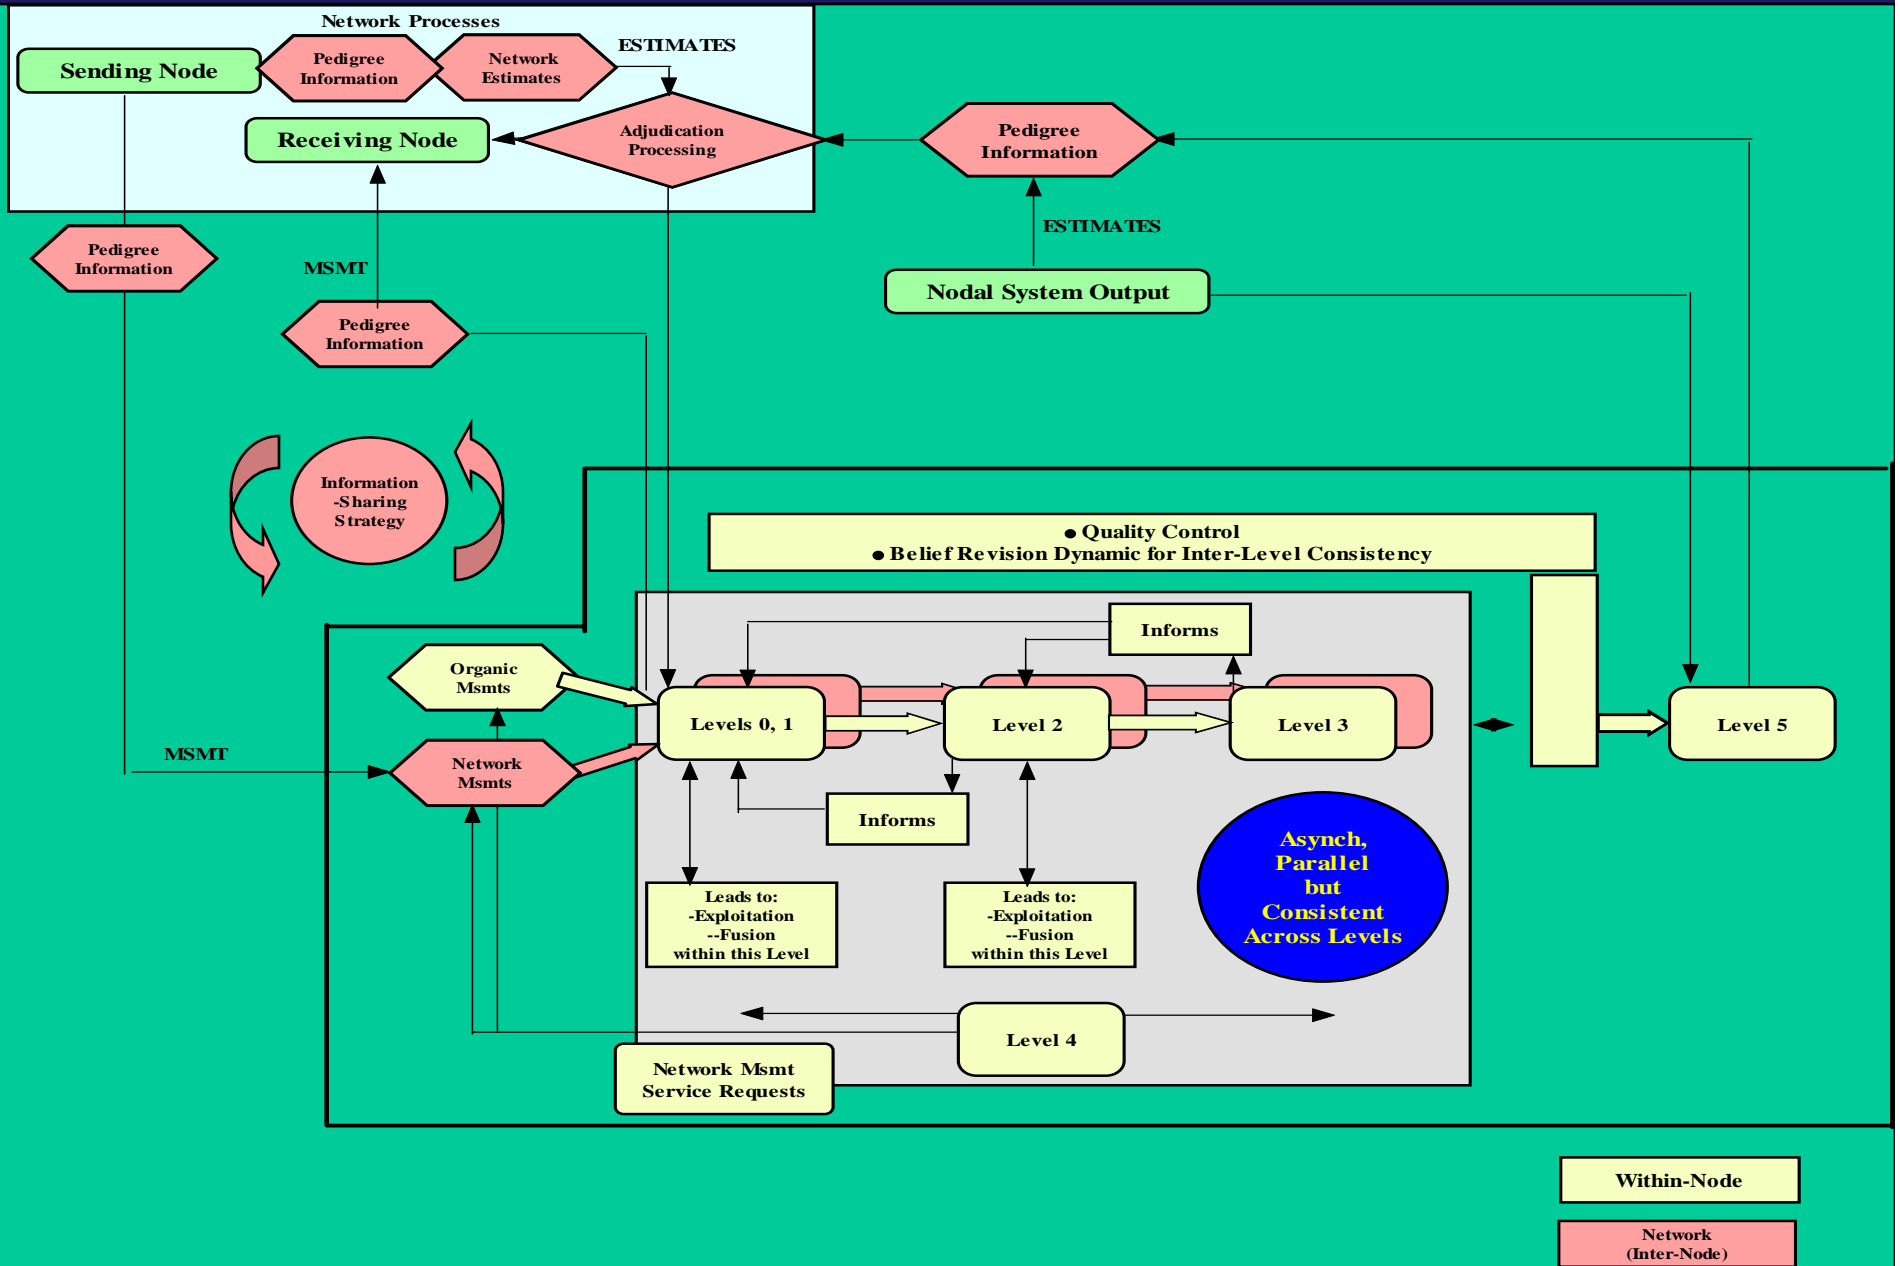 Network Processes
Sending Node
Pedigree
Information
Network
Estimates
ESTIMATES
Receiving Node
Adjudication
Processing
Pedigree
Information
Pedigree
Information
MSMT
ESTIMATES
Nodal System Output
Pedigree
Information
Information
-Sharing
Strategy
● Quality Control
● Belief Revision Dynamic for Inter-Level Consistency
Informs
Organic
Msmts
Levels 0, 1
Level 2
Level 3
Level 5
MSMT
Network
Msmts
Informs
Asynch,
Parallel
but
Consistent
Across Levels
Leads to:
-Exploitation
--Fusion
within this Level
Leads to:
-Exploitation
--Fusion
within this Level
Level 4
Network Msmt
Service Requests
Within-Node
Network
(Inter-Node)